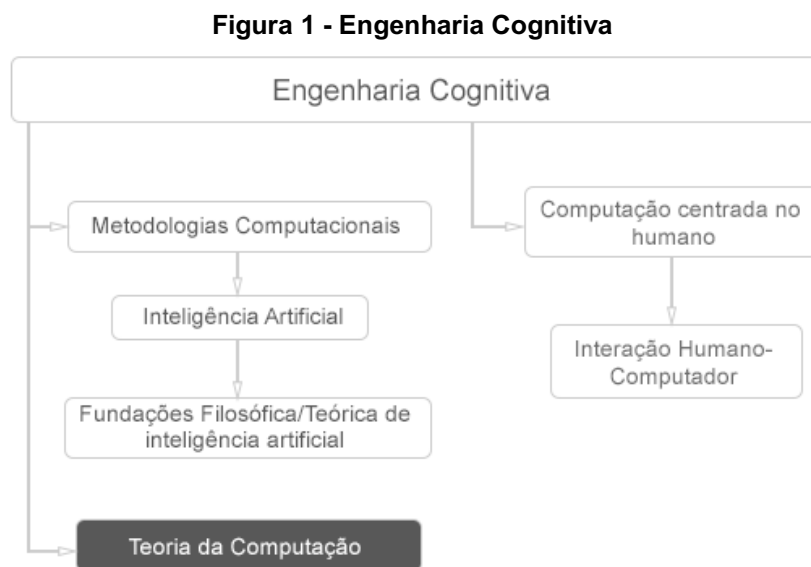 Figura 1 - Engenharia Cognitiva
Engenharia Cognitiva
Metodologias Computacionais
Inteligência Artificial
Fundações Filosófica/Teórica de
inteligência artificial
Teoria da Computação
Computação centrada no
humano
Interação Humano-
Computador